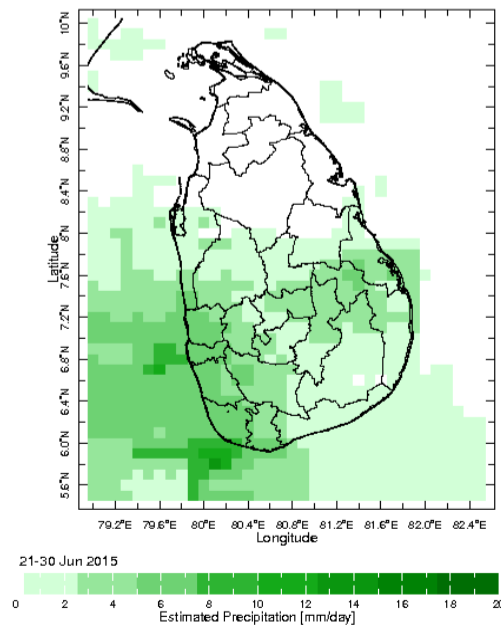 10°N
9.6°N
9.2°N
8.8°N
8.4°N
8°N
7.6°N
7.2°N
6.8°N
6.4°N
6.0°N
5.6°N
Latitude
79.2°E 79.6°E 80°E 80.4°E 80.8°E 81.2°E 81.6°E 82.0°E 82.4°E
Longitude
21-30 Jun 2015
0 2 4 6 8 10 12 14 16 18 20
Estimated Precipitation [mm/day]